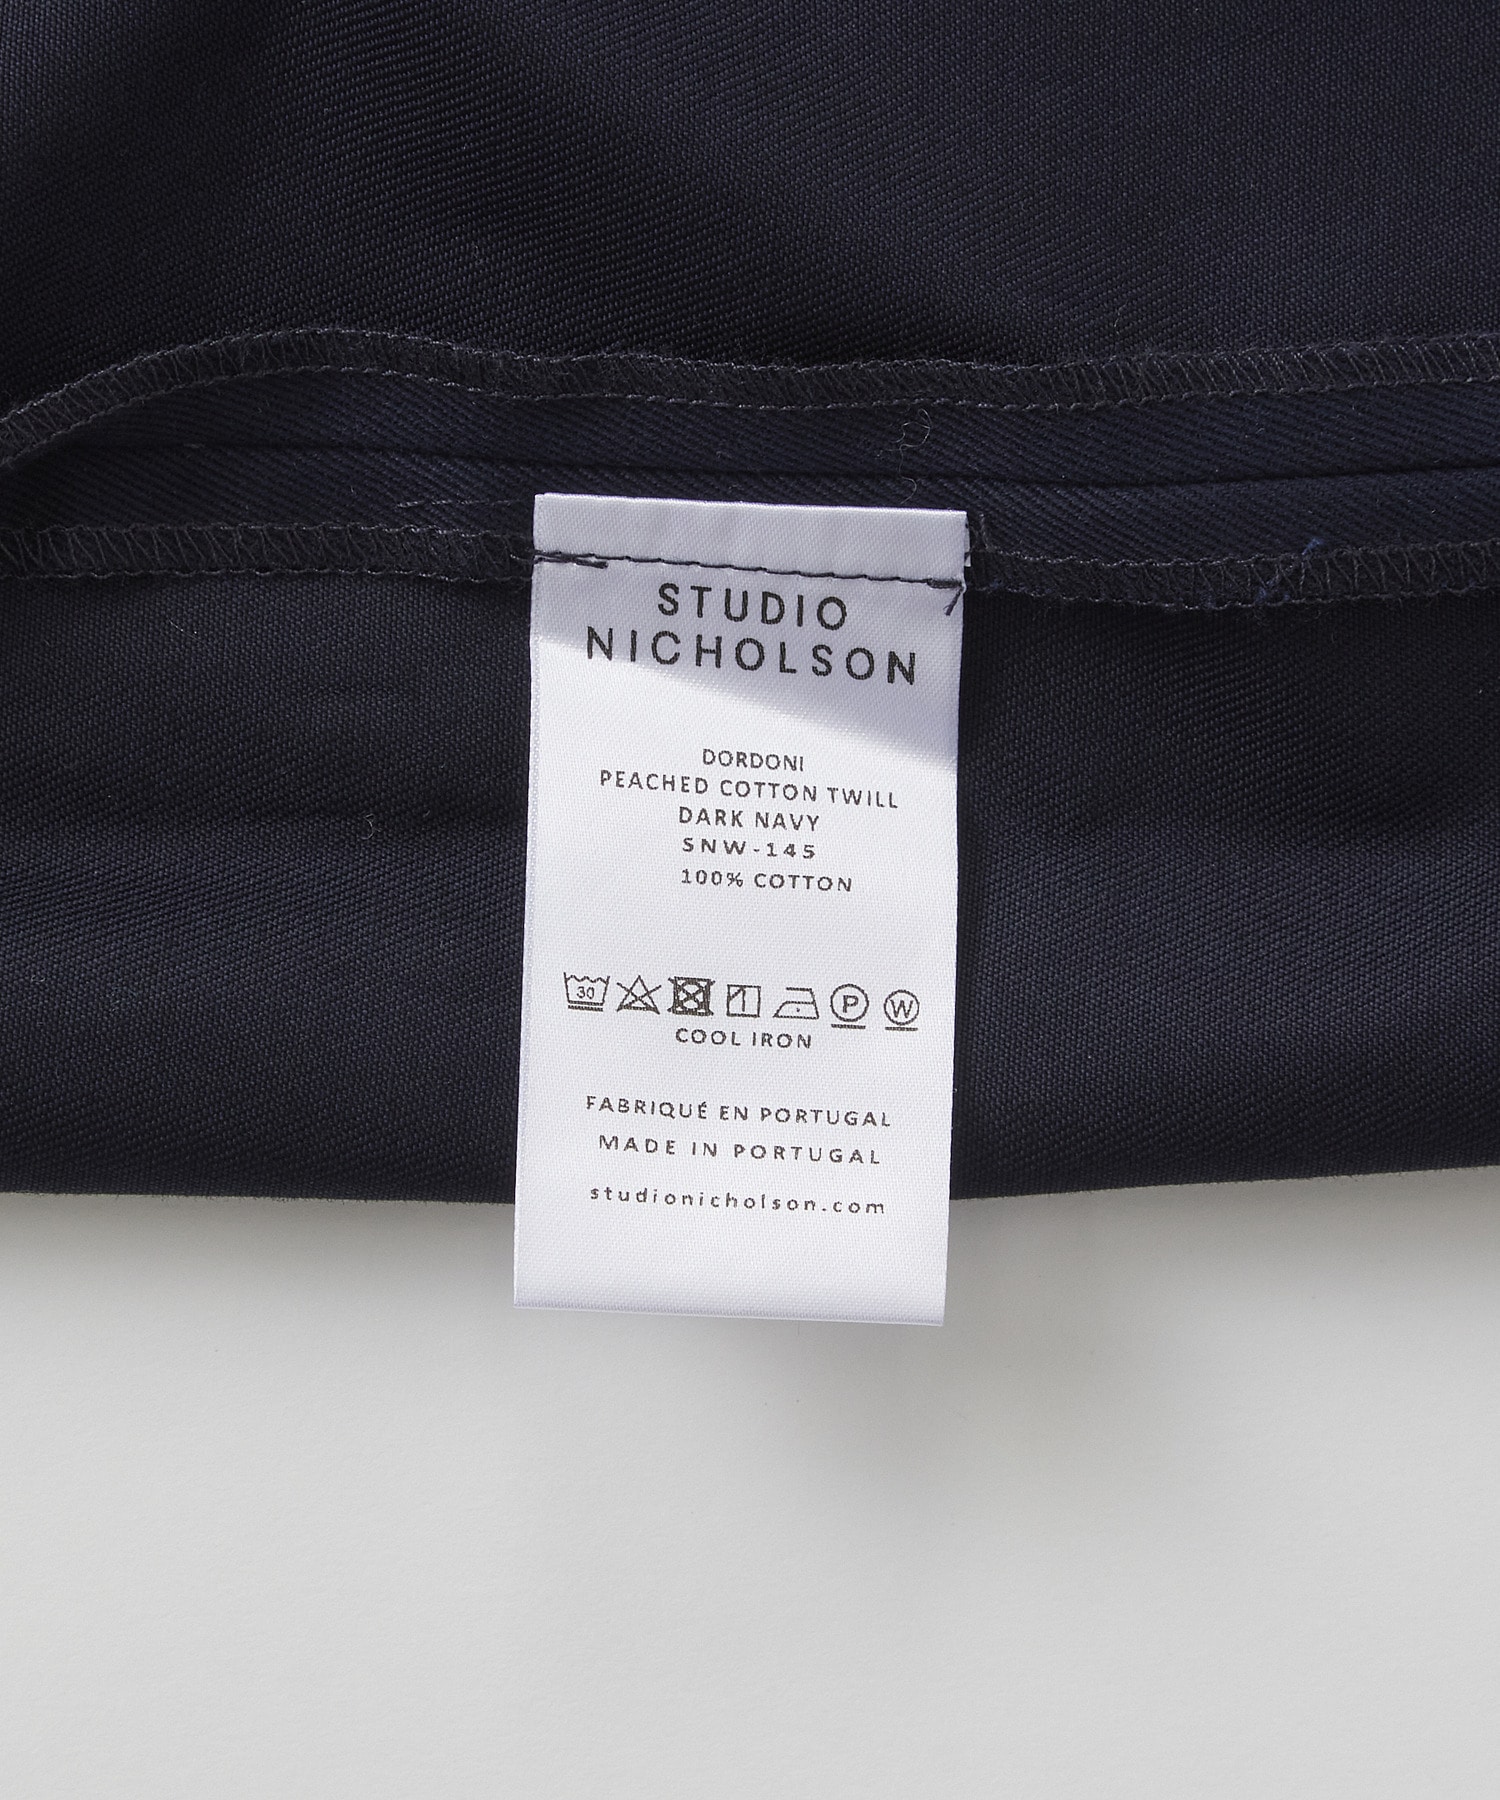 STUDIO
NICHOLSON
DORDONI
PEACHED COTTON TWILL
DARK NAVY
SNW-145
100% COTTON
30 P W
COOL IRON
FABRIQUÉ EN PORTUGAL
MADE IN PORTUGAL
studionicholson.com